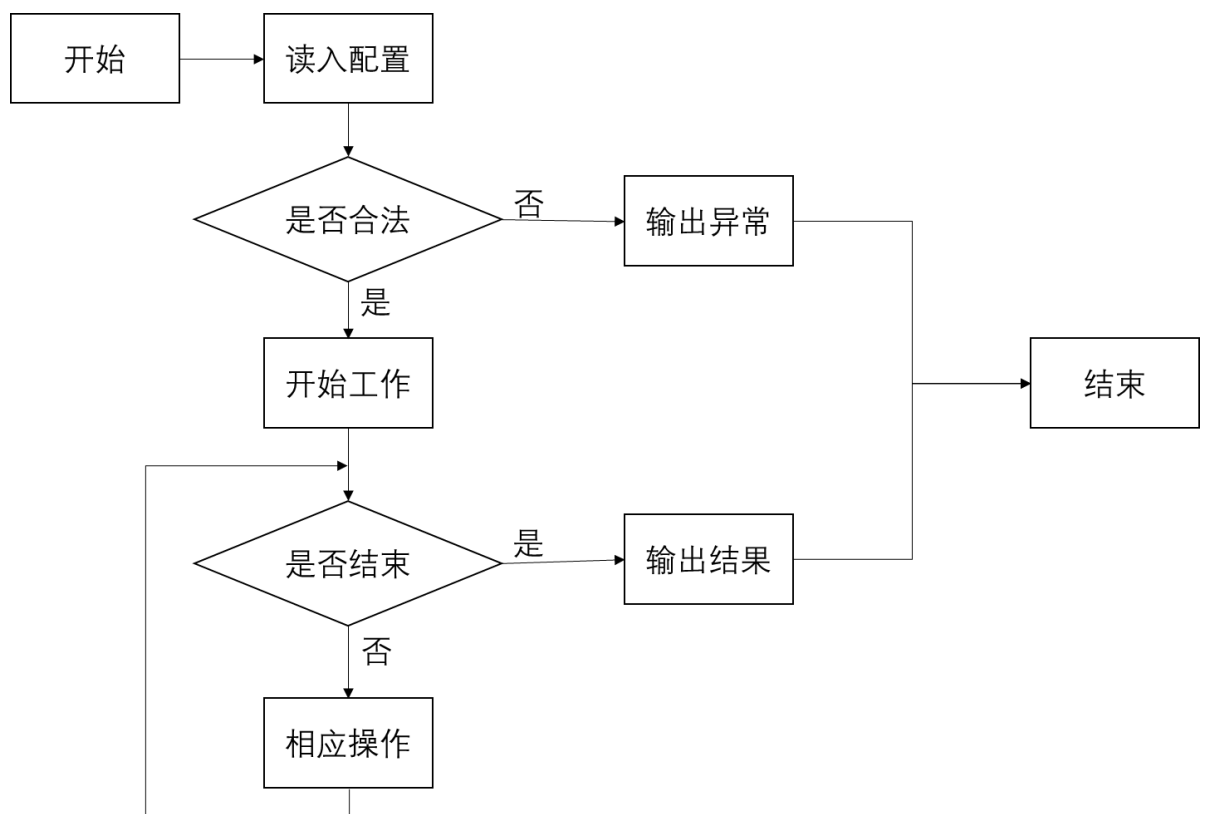 开始
读入配置
是否合法
否
输出异常
是
开始工作
结束
是否结束
是
输出结果
否
相应操作